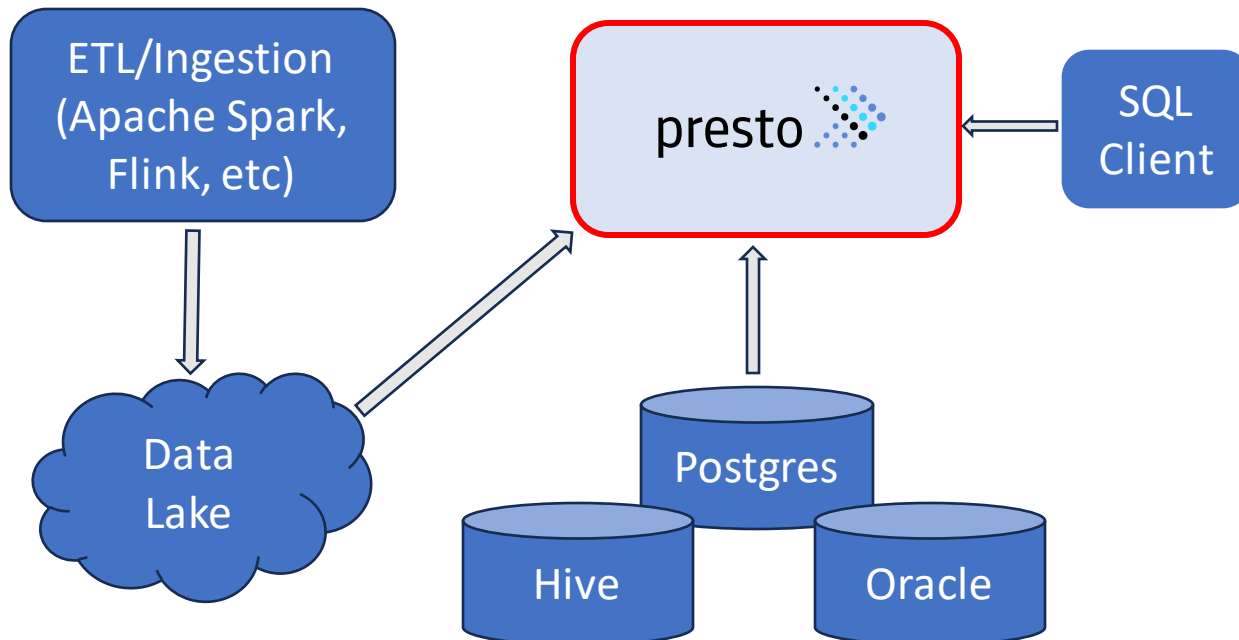 ETL/Ingestion
(Apache Spark,
Flink, etc)
presto
SQL
Client
Data
Lake
Postgres
Hive
Oracle